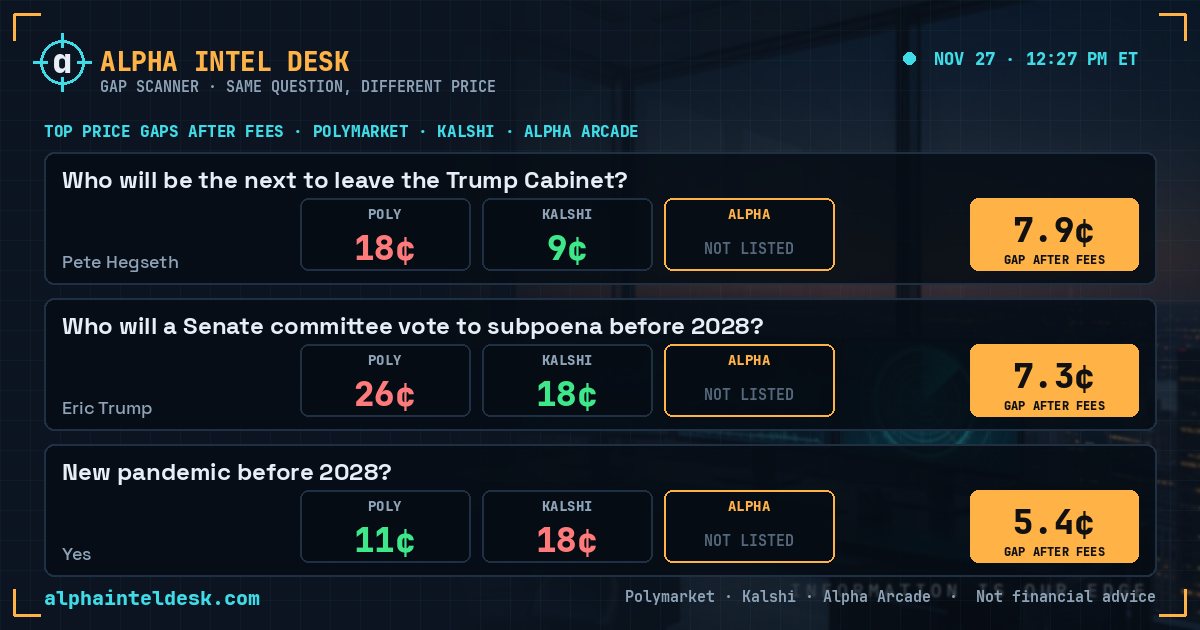 α
ALPHA INTEL DESK
GAP SCANNER · SAME QUESTION, DIFFERENT PRICE
NOV 27 · 12:27 PM ET
TOP PRICE GAPS AFTER FEES · POLYMARKET · KALSHI · ALPHA ARCADE
Who will be the next to leave the Trump Cabinet?
Pete Hegseth
POLY
18¢
KALSHI
9¢
ALPHA
NOT LISTED
7.9¢
GAP AFTER FEES
Who will a Senate committee vote to subpoena before 2028?
Eric Trump
POLY
26¢
KALSHI
18¢
ALPHA
NOT LISTED
7.3¢
GAP AFTER FEES
New pandemic before 2028?
Yes
POLY
11¢
KALSHI
18¢
ALPHA
NOT LISTED
5.4¢
GAP AFTER FEES
INFORMATION IS OUR EDGE
alphainteldesk.com
Polymarket · Kalshi · Alpha Arcade · Not financial advice